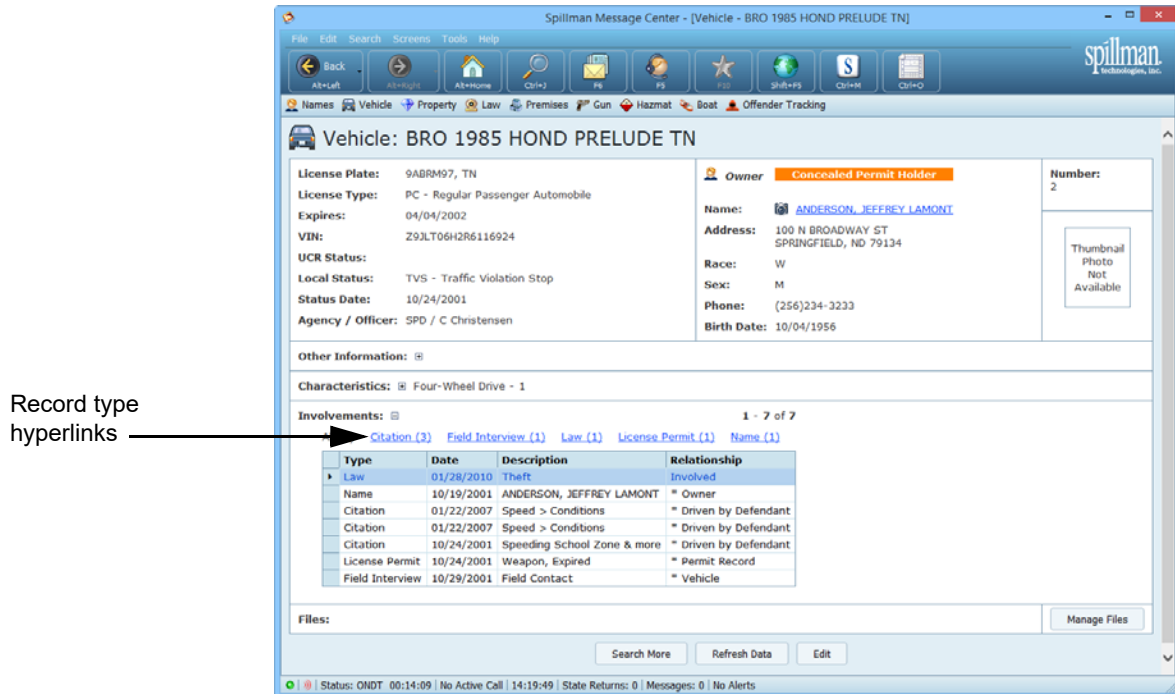 Spillman Message Center - [Vehicle - BRO 1985 HOND PRELUDE TN]
File Edit Search Screens Tools Help
Back
Alt+Left Alt+Right Alt+Home Ctrl+J F6 F5 F10 Shift+F5 Ctrl+M Ctrl+O
S
spillman
technologies, inc.
Names Vehicle Property Law Premises Gun Hazmat Boat Offender Tracking
Vehicle: BRO 1985 HOND PRELUDE TN
License Plate: 9ABRM97, TN
License Type: PC - Regular Passenger Automobile
Expires: 04/04/2002
VIN: Z9JLT06H2R6116924
UCR Status:
Local Status: TVS - Traffic Violation Stop
Status Date: 10/24/2001
Agency / Officer: SPD / C Christensen
Owner Concealed Permit Holder
Name: ANDERSON, JEFFREY LAMONT
Address: 100 N BROADWAY ST
SPRINGFIELD, ND 79134
Race: W
Sex: M
Phone: (256)234-3233
Birth Date: 10/04/1956
Number:
2
Thumbnail
Photo
Not
Available
Other Information:
Characteristics: Four-Wheel Drive - 1
Record type
hyperlinks
Involvements: 1 - 7 of 7
Citation (3) Field Interview (1) Law (1) License Permit (1) Name (1)
Type Date Description Relationship
Law 01/28/2010 Theft Involved
Name 10/19/2001 ANDERSON, JEFFREY LAMONT * Owner
Citation 01/22/2007 Speed > Conditions * Driven by Defendant
Citation 01/22/2007 Speed > Conditions * Driven by Defendant
Citation 10/24/2001 Speeding School Zone & more * Driven by Defendant
License Permit 10/24/2001 Weapon, Expired * Permit Record
Field Interview 10/29/2001 Field Contact * Vehicle
Files: Manage Files
Search More Refresh Data Edit
Status: ONDT 00:14:09 | No Active Call | 14:19:49 | State Returns: 0 | Messages: 0 | No Alerts